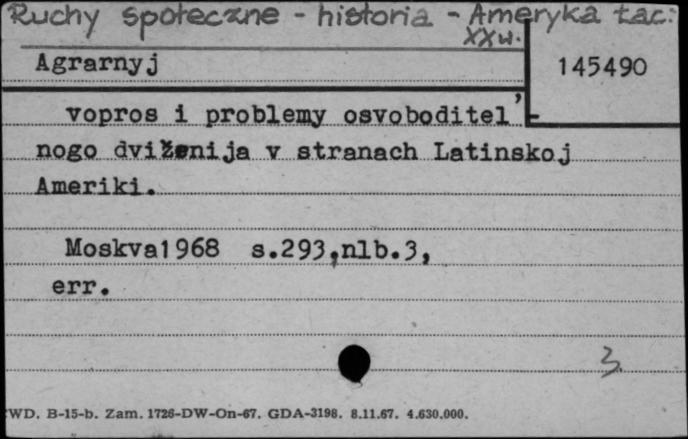 Ruchy społeczne - historia - Ameryka łac.
XXw.
Agrarnyj
145490
vopros i problemy osvoboditel'-
nogo dviženija v stranach Latinskoj
Ameriki.
Moskva1968 s.293,nlb.3,
err.
3
WD. B-15-b. Zam. 1726-DW-On-67. GDA-3198. 8.11.67. 4.630.000.